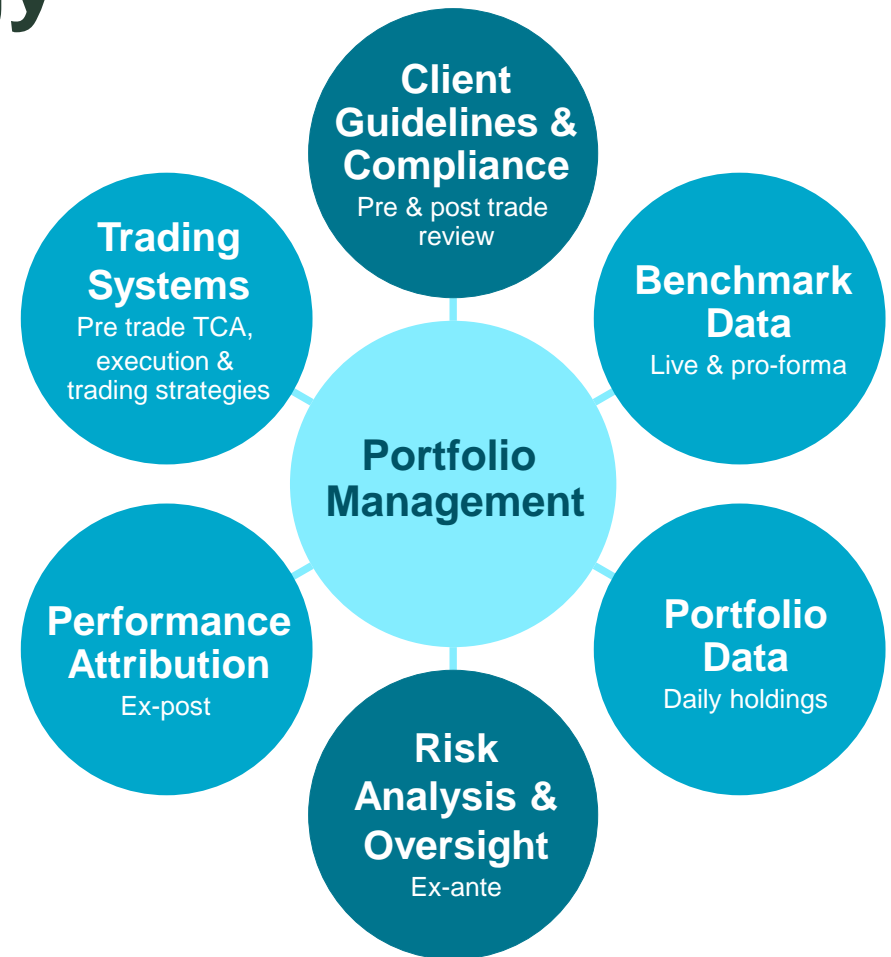 Client
Guidelines &
Compliance
Pre & post trade
review
Trading
Systems
Pre trade TCA,
execution &
trading strategies
Benchmark
Data
Live & pro-forma
Portfolio
Management
Performance
Attribution
Ex-post
Portfolio
Data
Daily holdings
Risk
Analysis &
Oversight
Ex-ante